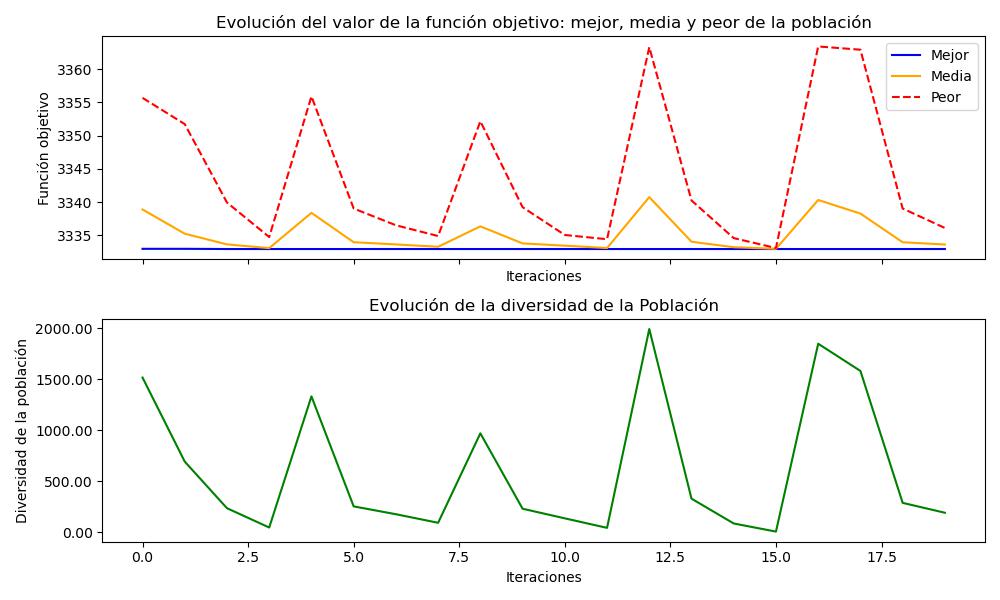 Evolución del valor de la función objetivo: mejor, media y peor de la población
Función objetivo
3360
3355
3350
3345
3340
3335
Mejor
Media
Peor
Iteraciones
Evolución de la diversidad de la Población
Diversidad de la población
2000.00
1500.00
1000.00
500.00
0.00
0.0 2.5 5.0 7.5 10.0 12.5 15.0 17.5
Iteraciones